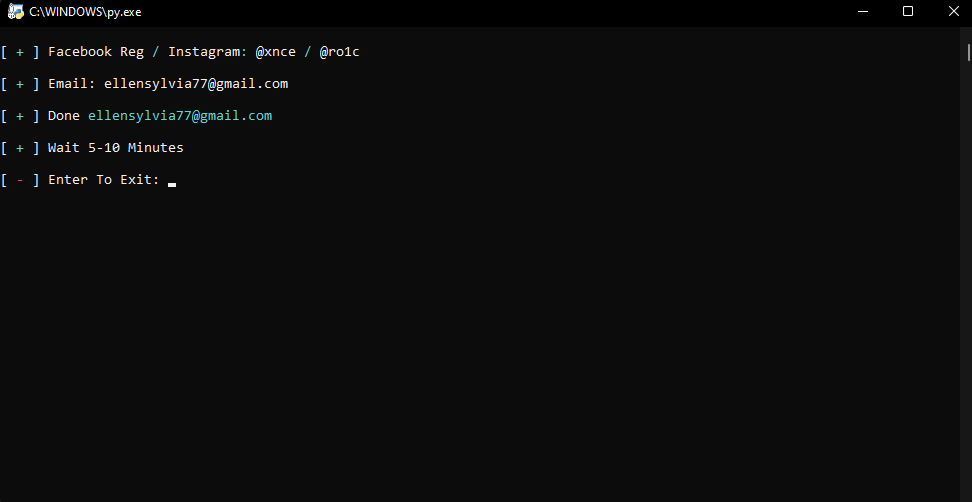 C:\WINDOWS\py.exe
[ + ] Facebook Reg / Instagram: @xnce / @ro1c
[ + ] Email: ellensylvia77@gmail.com
[ + ] Done ellensylvia77@gmail.com
[ + ] Wait 5-10 Minutes
[ - ] Enter To Exit: